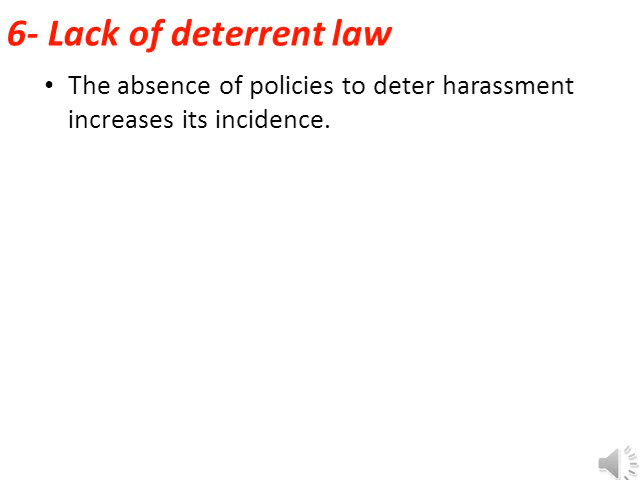 6- Lack of deterrent law
• The absence of policies to deter harassment
increases its incidence.